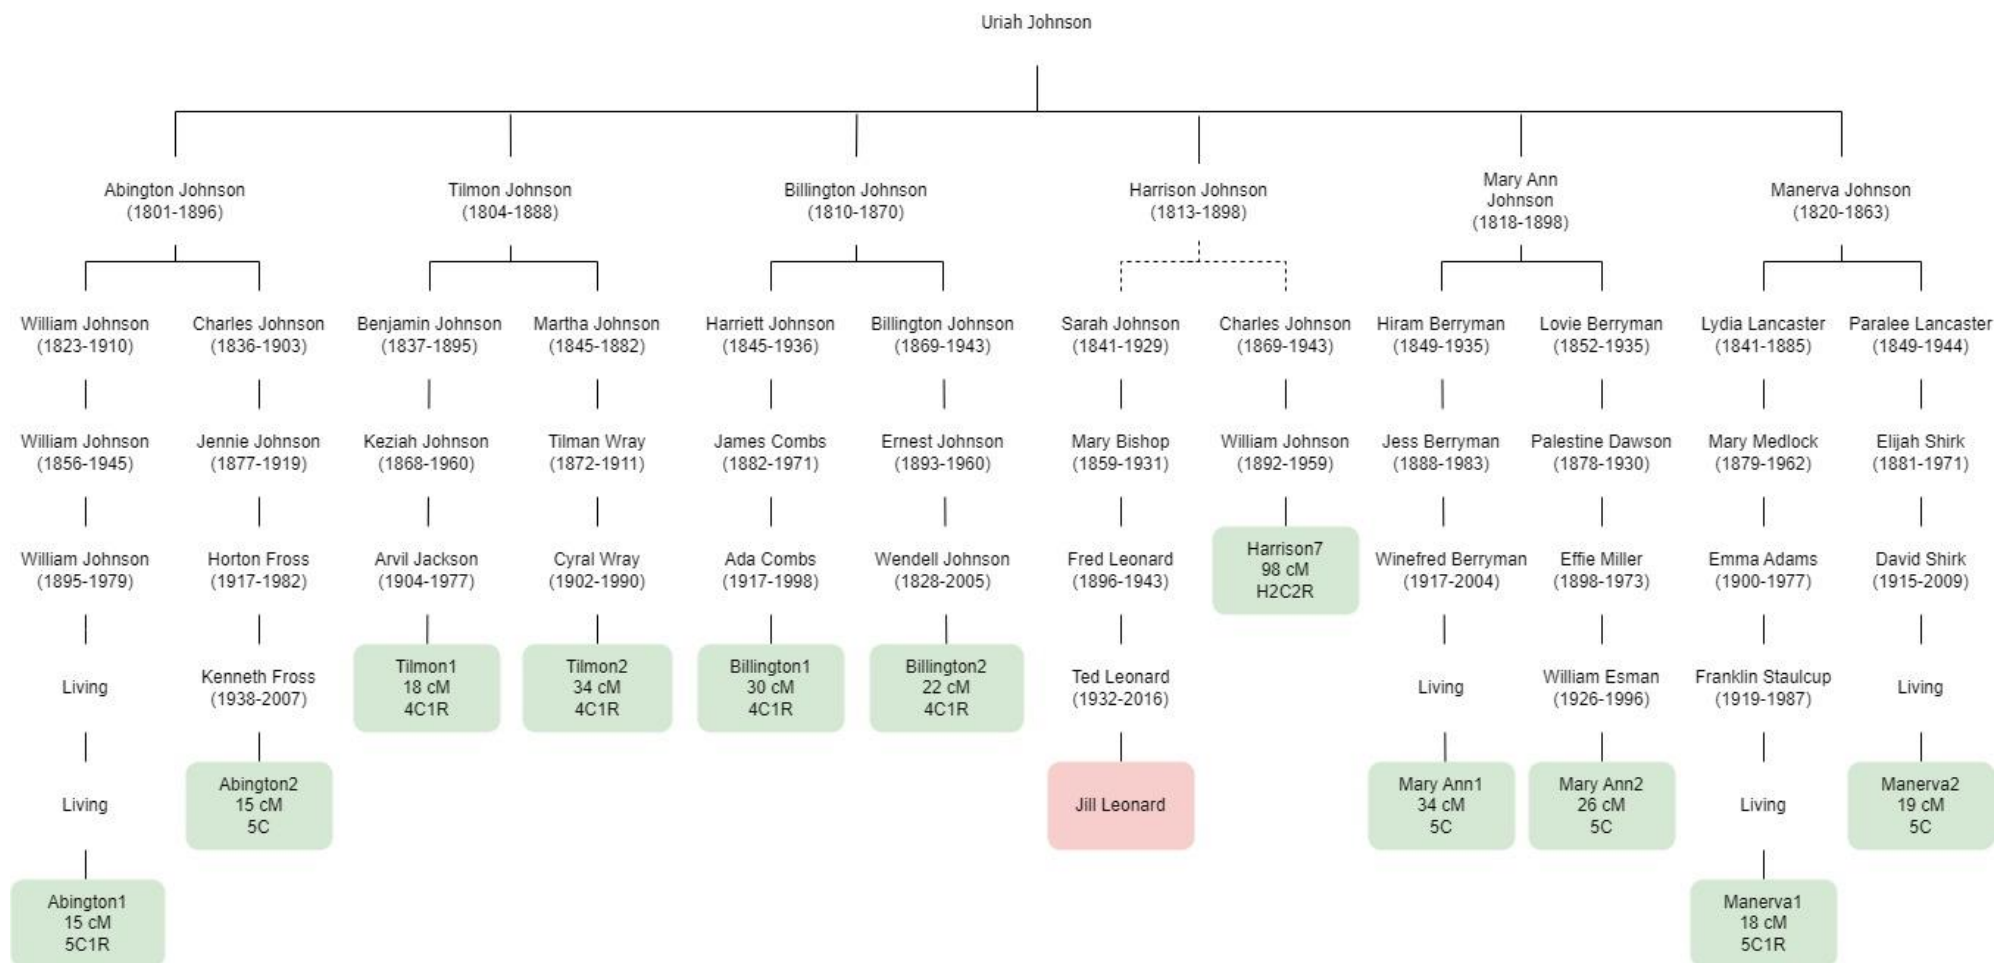 Uriah Johnson
Abington Johnson
(1801-1896)
Tilmon Johnson
(1804-1888)
Billington Johnson
(1810-1870)
Harrison Johnson
(1813-1898)
Mary Ann
Johnson
(1818-1898)
Manerva Johnson
(1820-1863)
William Johnson
(1823-1910)
Charles Johnson
(1836-1903)
Benjamin Johnson
(1837-1895)
Martha Johnson
(1845-1882)
Harriett Johnson
(1845-1936)
Billington Johnson
(1869-1943)
Sarah Johnson
(1841-1929)
Charles Johnson
(1869-1943)
Hiram Berryman
(1849-1935)
Lovie Berryman
(1852-1935)
Lydia Lancaster
(1841-1885)
Paralee Lancaster
(1849-1944)
William Johnson
(1856-1945)
Jennie Johnson
(1877-1919)
Keziah Johnson
(1868-1960)
Tilman Wray
(1872-1911)
James Combs
(1882-1971)
Ernest Johnson
(1893-1960)
Mary Bishop
(1859-1931)
William Johnson
(1892-1959)
Jess Berryman
(1888-1983)
Palestine Dawson
(1878-1930)
Mary Medlock
(1879-1962)
Elijah Shirk
(1881-1971)
William Johnson
(1895-1979)
Horton Fross
(1917-1982)
Arvil Jackson
(1904-1977)
Cyral Wray
(1902-1990)
Ada Combs
(1917-1998)
Wendell Johnson
(1828-2005)
Fred Leonard
(1896-1943)
Harrison7
98 cM
H2C2R
Winefred Berryman
(1917-2004)
Effie Miller
(1898-1973)
Emma Adams
(1900-1977)
David Shirk
(1915-2009)
Living
Kenneth Fross
(1938-2007)
Tilmon1
18 cM
4C1R
Tilmon2
34 cM
4C1R
Billington1
30 cM
4C1R
Billington2
22 cM
4C1R
Ted Leonard
(1932-2016)
Living
William Esman
(1926-1996)
Franklin Staulcup
(1919-1987)
Living
Living
Abington2
15 cM
5C
Jill Leonard
Mary Ann1
34 cM
5C
Mary Ann2
26 cM
5C
Living
Manerva2
19 cM
5C
Abington1
15 cM
5C1R
Manerva1
18 cM
5C1R